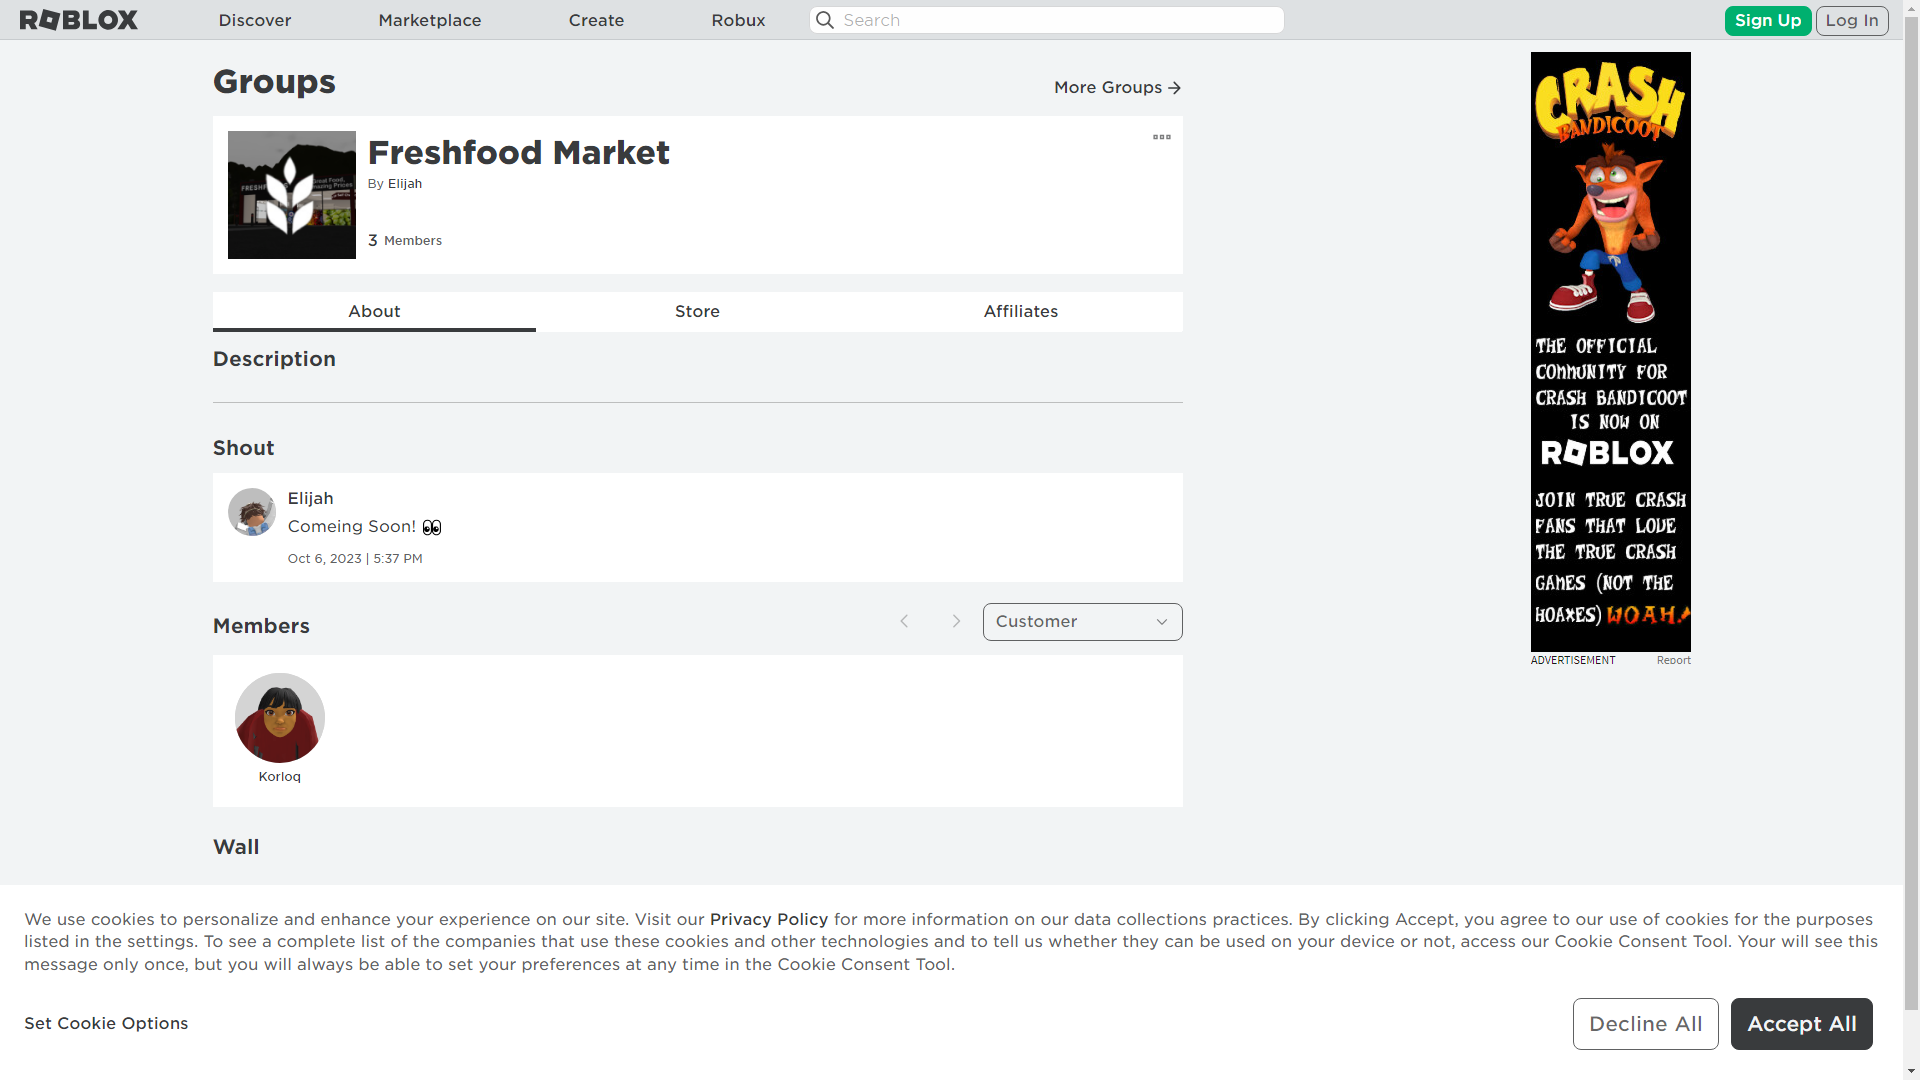 ROBLOX
Discover
Marketplace
Create
Robux
Search
Sign Up
Log In
Groups
More Groups
Freshfood Market
By Elijah
3 Members
About
Store
Affiliates
Description
Shout
Elijah
Comeing Soon! 👀
Oct 6, 2023 | 5:37 PM
Members
Customer
Korloq
Wall
CRASH
BANDICOOT
THE OFFICIAL
COMMUNITY FOR
CRASH BANDICOOT
IS NOW ON
ROBLOX
JOIN TRUE CRASH
FANS THAT LOVE
THE TRUE CRASH
GAMES (NOT THE
HOAXES) WOAH!
ADVERTISEMENT
Report
We use cookies to personalize and enhance your experience on our site. Visit our Privacy Policy for more information on our data collections practices. By clicking Accept, you agree to our use of cookies for the purposes
listed in the settings. To see a complete list of the companies that use these cookies and other technologies and to tell us whether they can be used on your device or not, access our Cookie Consent Tool. Your will see this
message only once, but you will always be able to set your preferences at any time in the Cookie Consent Tool.
Set Cookie Options
Decline All
Accept All